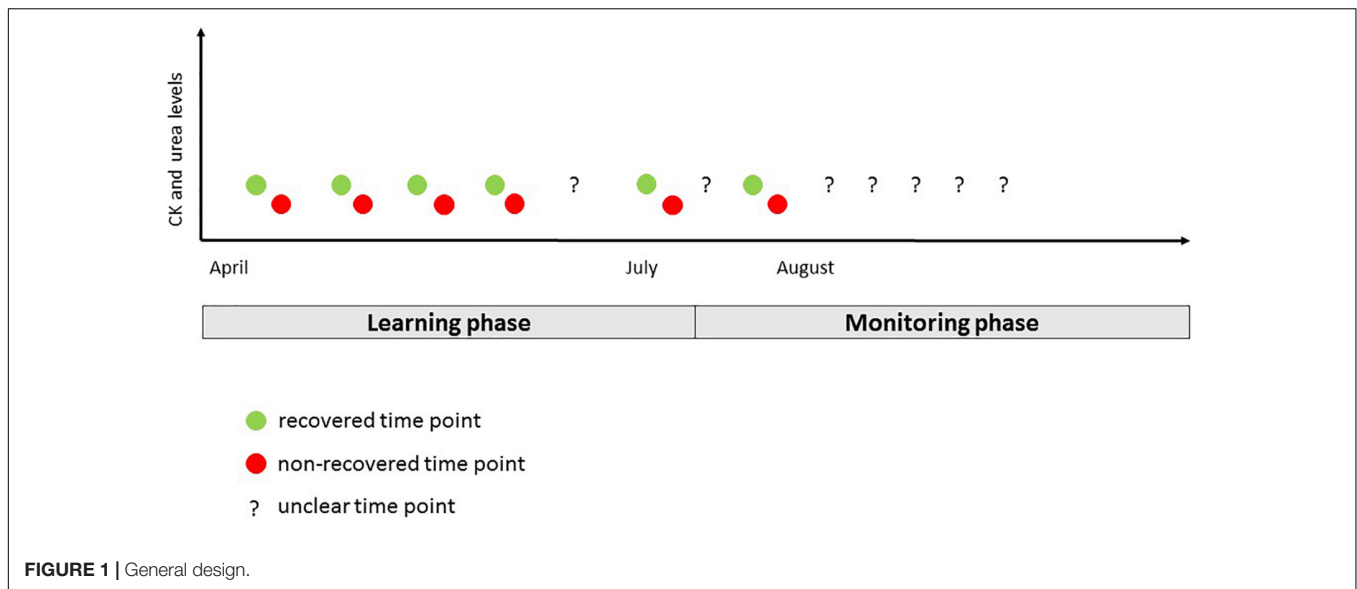 CK and urea levels
? ? ? ? ? ? ?
April July August
Learning phase Monitoring phase
recovered time point
non-recovered time point
? unclear time point
FIGURE 1 | General design.